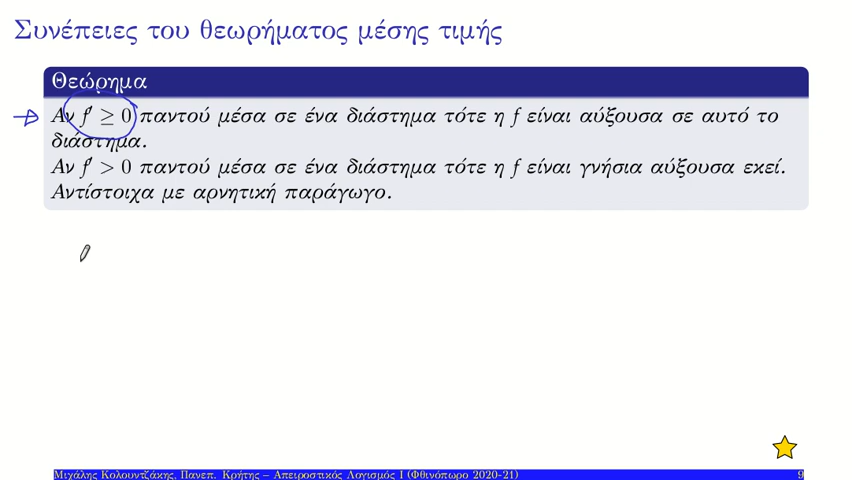 Συνέπειες του θεωρήματος μέσης τιμής
Θεώρημα
Αν f′ ≥ 0 παντού μέσα σε ένα διάστημα τότε η f είναι αύξουσα σε αυτό το
διάστημα.
Αν f′ > 0 παντού μέσα σε ένα διάστημα τότε η f είναι γνήσια αύξουσα εκεί.
Αντίστοιχα με αρνητική παράγωγο.
Μιχάλης Κολουντζάκης, Πανεπ. Κρήτης – Απειροστικός Λογισμός Ι (Φθινόπωρο 2020-21) 9